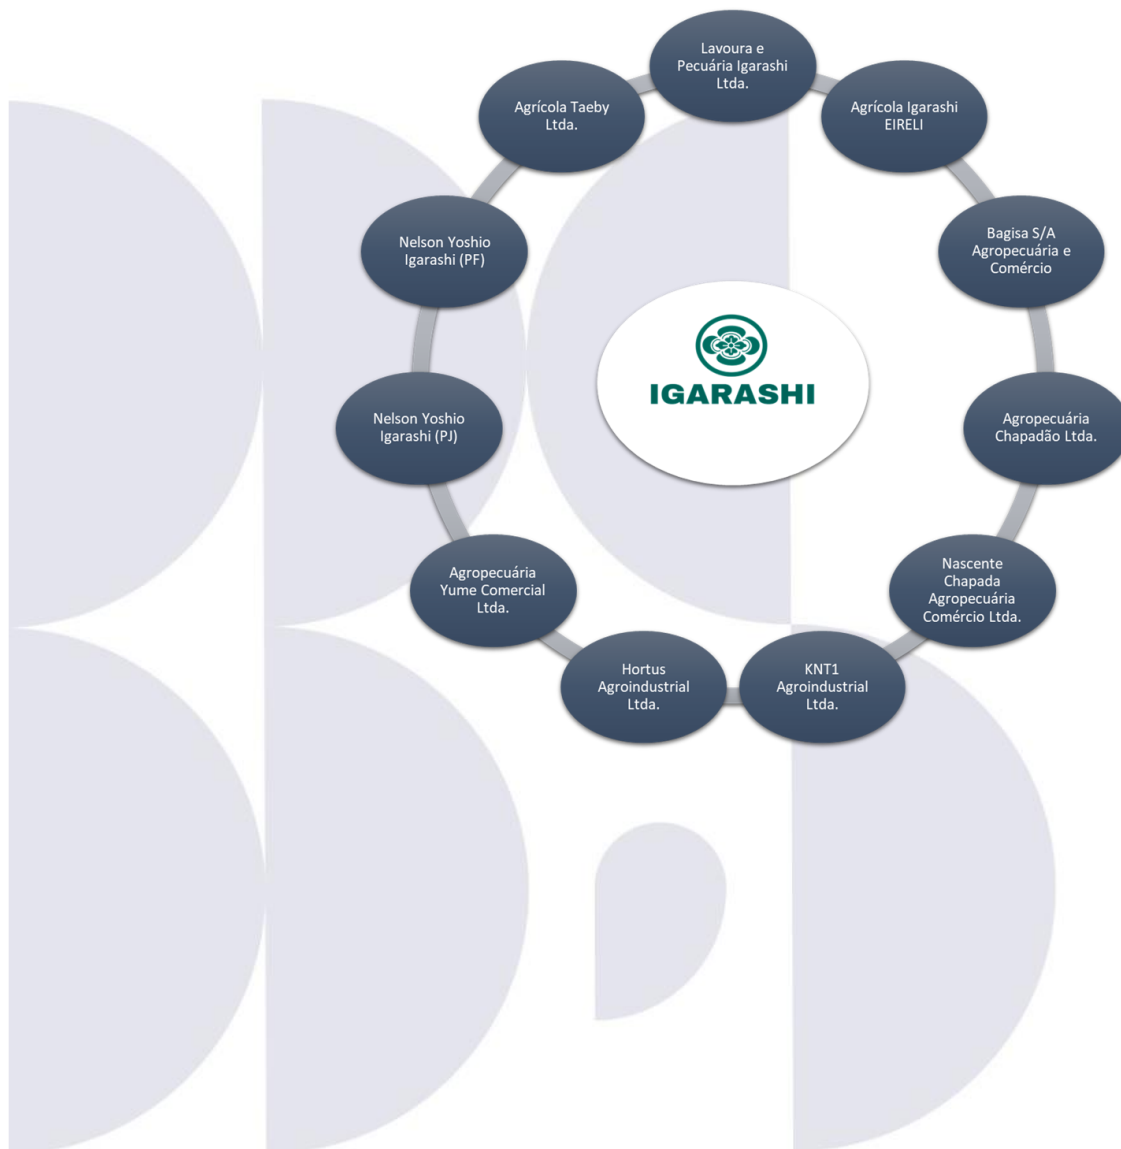 Lavoura e
Pecuária Igarashi
Ltda.
Agrícola Igarashi
EIRELI
Bagisa S/A
Agropecuária e
Comércio
Agropecuária
Chapadão Ltda.
Nascente
Chapada
Agropecuária
Comércio Ltda.
KNT1
Agroindustrial
Ltda.
Hortus
Agroindustrial
Ltda.
Agropecuária
Yume Comercial
Ltda.
Nelson Yoshio
Igarashi (PJ)
Nelson Yoshio
Igarashi (PF)
Agrícola Taeby
Ltda.
IGARASHI